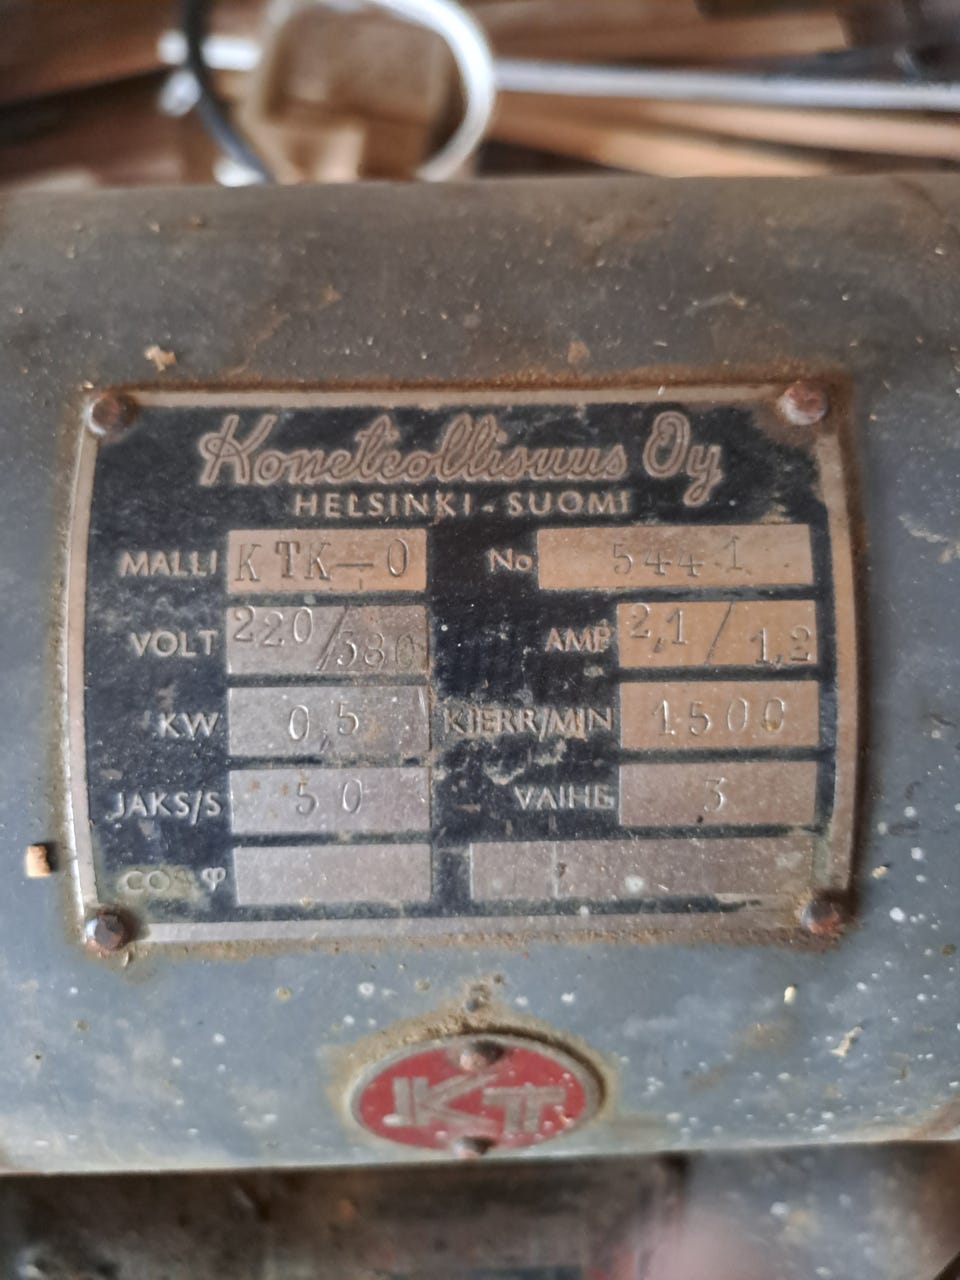 Koneteollisuus Oy
HELSINKI - SUOMI
MALLI KTK-0 No 5441
VOLT 220/380 AMP 2,1/1,2
KW 0,5 KIERR/MIN 1500
JAKS/S 50 VAIHE 3
COS φ
KT